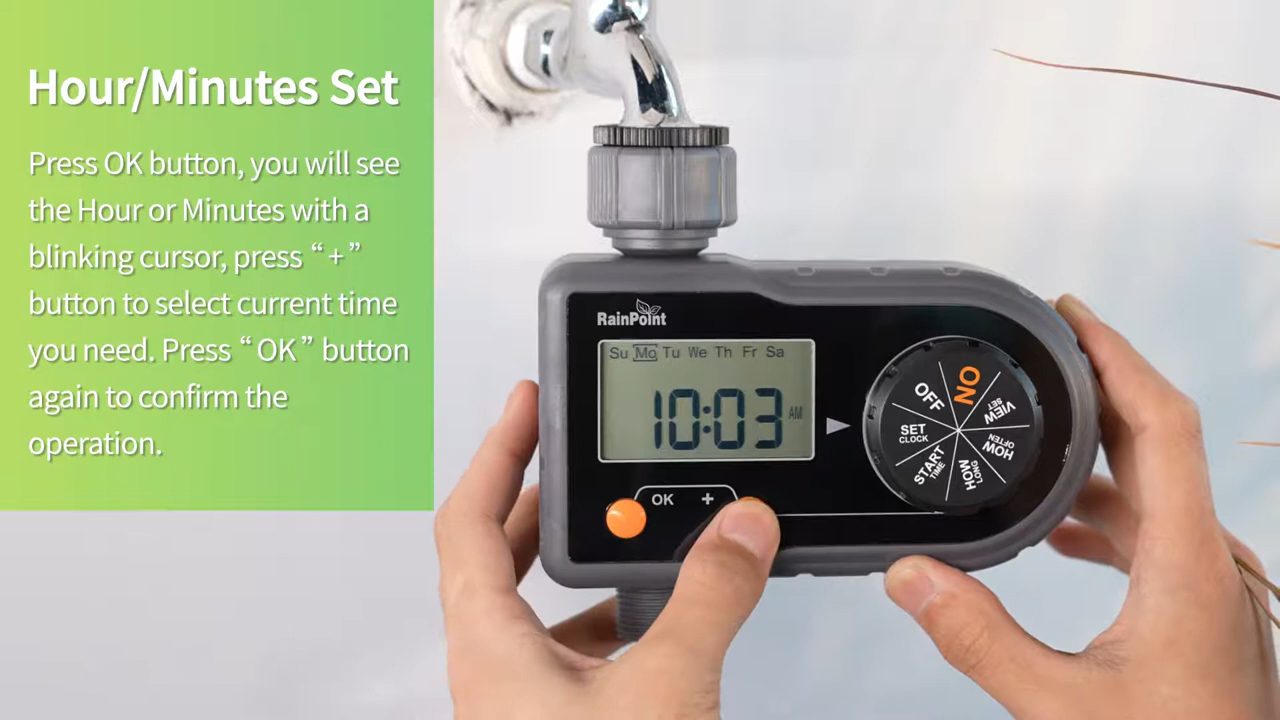 Hour/Minutes Set
Press OK button, you will see
the Hour or Minutes with a
blinking cursor, press “+”
button to select current time
you need. Press “OK” button
again to confirm the
operation.
RainPoint
Su Mo Tu We Th Fr Sa
10:03 AM
OK +
OFF
ON
VIEW
SET
HOW
OFTEN
HOW
LONG
START
TIME
SET
CLOCK